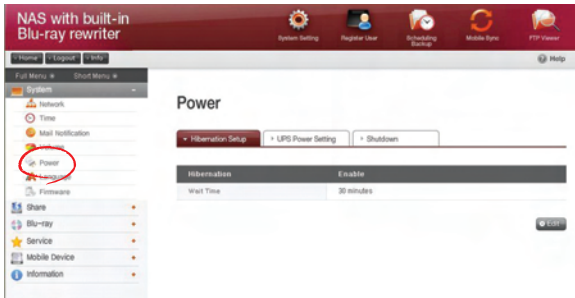 NAS with built-in
Blu-ray rewriter
System Setting
Register User
Scheduling
Backup
Mobile Sync
FTP Viewer
Home
Logout
Info
Help
Full Menu
Short Menu
System
Network
Time
Mail Notification
Volume
Power
Language
Firmware
Share
Blu-ray
Service
Mobile Device
Information
Power
Hibernation Setup
UPS Power Setting
Shutdown
Hibernation Enable
Wait Time 30 minutes
Edit